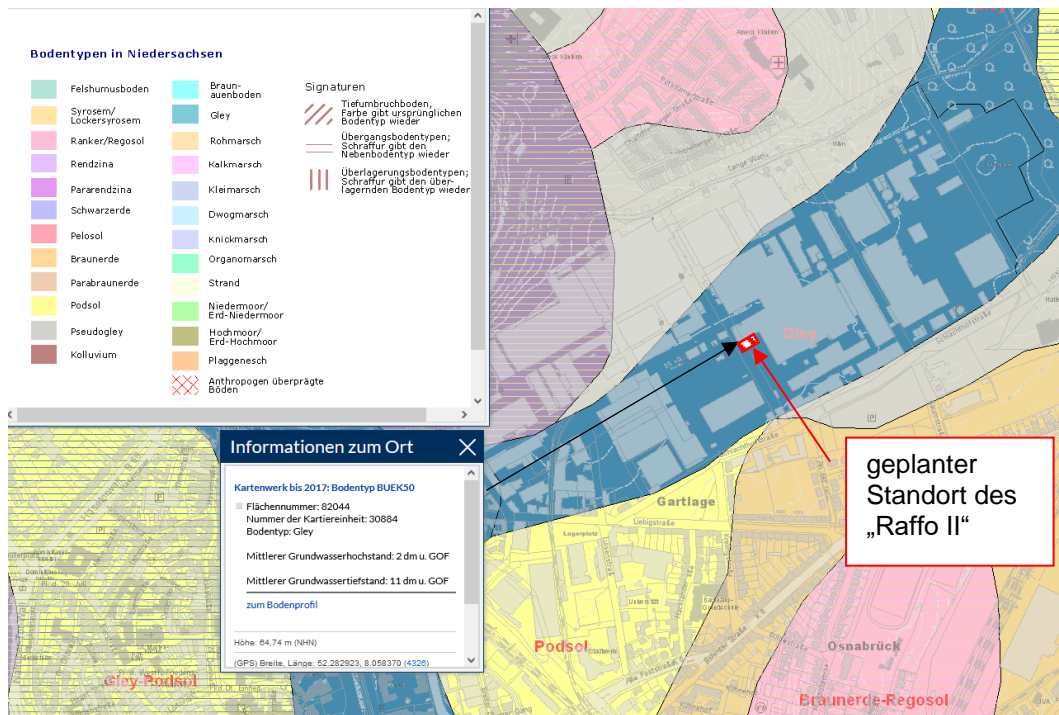 Bodentypen in Niedersachsen
Felshumusboden
Syrosem/
Lockersyrosem
Ranker/Regosol
Rendzina
Pararendzina
Schwarzerde
Pelosol
Braunerde
Parabraunerde
Podsol
Pseudogley
Kolluvium
Braun-
auenboden
Gley
Rohmarsch
Kalkmarsch
Kleimarsch
Dwogmarsch
Knickmarsch
Organomarsch
Strand
Niedermoor/
Erd-Niedermoor
Hochmoor/
Erd-Hochmoor
Plaggenesch
Anthropogen überprägte
Böden
Signaturen
Tiefumbruchboden,
Farbe gibt ursprünglichen
Bodentyp wieder
Übergangsbodentypen;
Schraffur gibt den
Nebenbodentyp wieder
Überlagerungsbodentypen;
Schraffur gibt den über-
lagernden Bodentyp wieder
Informationen zum Ort
Kartenwerk bis 2017: Bodentyp BUEK50
Flächennummer: 82044
Nummer der Kartiereinheit: 30884
Bodentyp: Gley
Mittlerer Grundwasserhochstand: 2 dm u. GOF
Mittlerer Grundwassertiefstand: 11 dm u. GOF
zum Bodenprofil
Höhe: 64,74 m (NHN)
(GPS) Breite, Länge: 52.282923, 8.058370 (4326)
geplanter
Standort des
„Raffo II“
Gley
Lange Wand
Schlachthofstraße
Schlachthofstraße
Gartlage
Liebigstraße
Lagerplatz
Podsol
Osnabrück
Gley-Podsol
Braunerde-Regosol